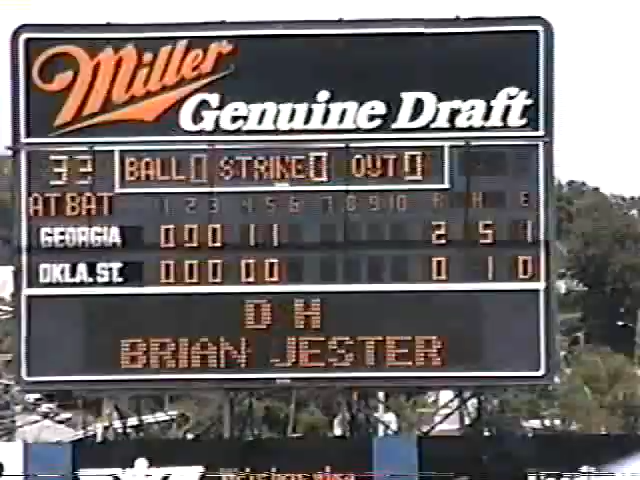 Miller
Genuine Draft
33 BALL 0 STRIKE 0 OUT 0
AT BAT 1 2 3 4 5 6 7 8 9 10 R H E
GEORGIA 0 0 0 1 1 2 5 1
OKLA. ST. 0 0 0 0 0 0 1 0
D H
BRIAN JESTER